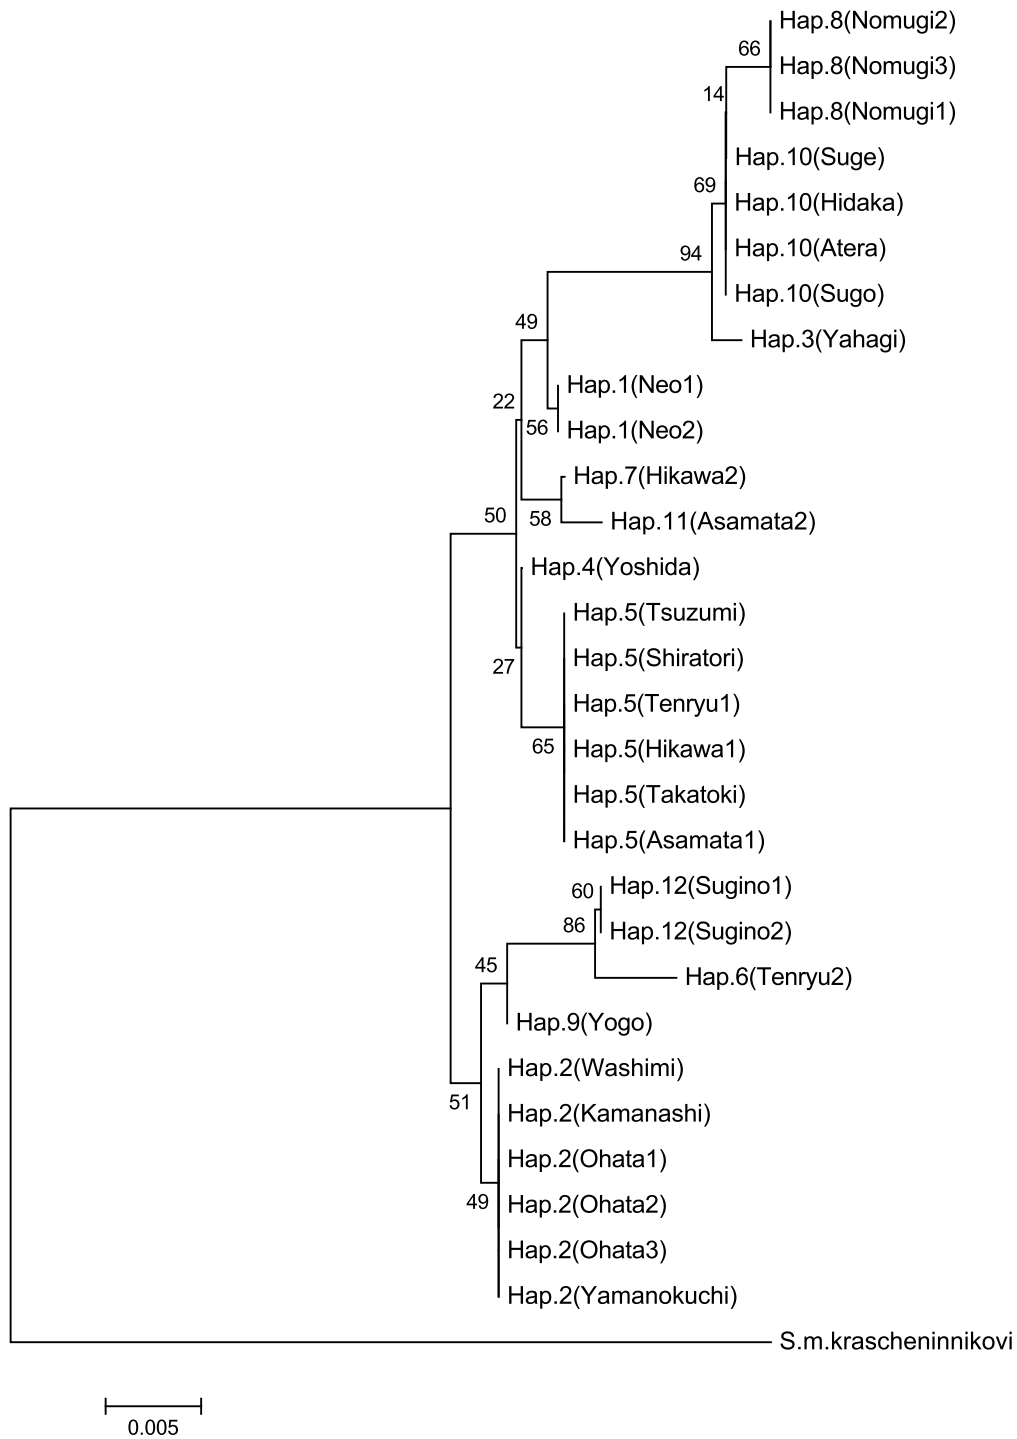 Hap.8(Nomugi2)
66
Hap.8(Nomugi3)
14
Hap.8(Nomugi1)
Hap.10(Suge)
69
Hap.10(Hidaka)
94
Hap.10(Atera)
Hap.10(Sugo)
49
Hap.3(Yahagi)
Hap.1(Neo1)
22
56
Hap.1(Neo2)
Hap.7(Hikawa2)
50
58
Hap.11(Asamata2)
Hap.4(Yoshida)
Hap.5(Tsuzumi)
27
Hap.5(Shiratori)
Hap.5(Tenryu1)
65
Hap.5(Hikawa1)
Hap.5(Takatoki)
Hap.5(Asamata1)
60
Hap.12(Sugino1)
86
Hap.12(Sugino2)
45
Hap.6(Tenryu2)
Hap.9(Yogo)
Hap.2(Washimi)
51
Hap.2(Kamanashi)
Hap.2(Ohata1)
49
Hap.2(Ohata2)
Hap.2(Ohata3)
Hap.2(Yamanokuchi)
S.m.krascheninnikovi
0.005